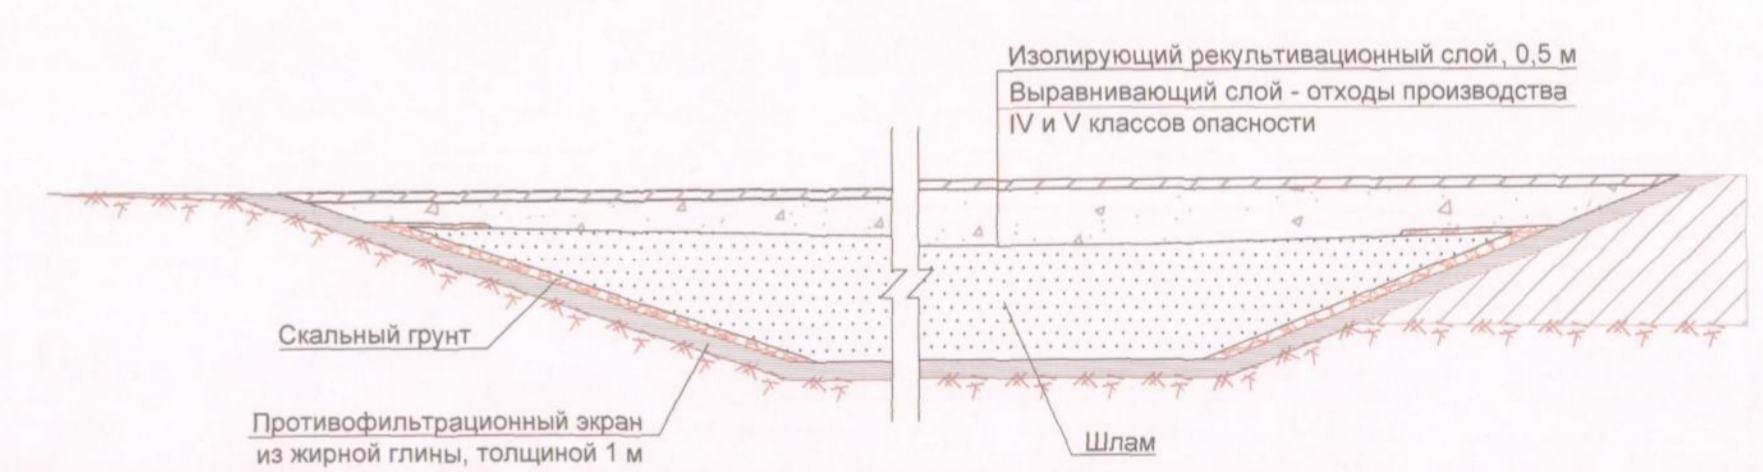 Изолирующий рекультивационный слой, 0,5 м
Выравнивающий слой - отходы производства
IV и V классов опасности
Скальный грунт
Противофильтрационный экран
из жирной глины, толщиной 1 м
Шлам